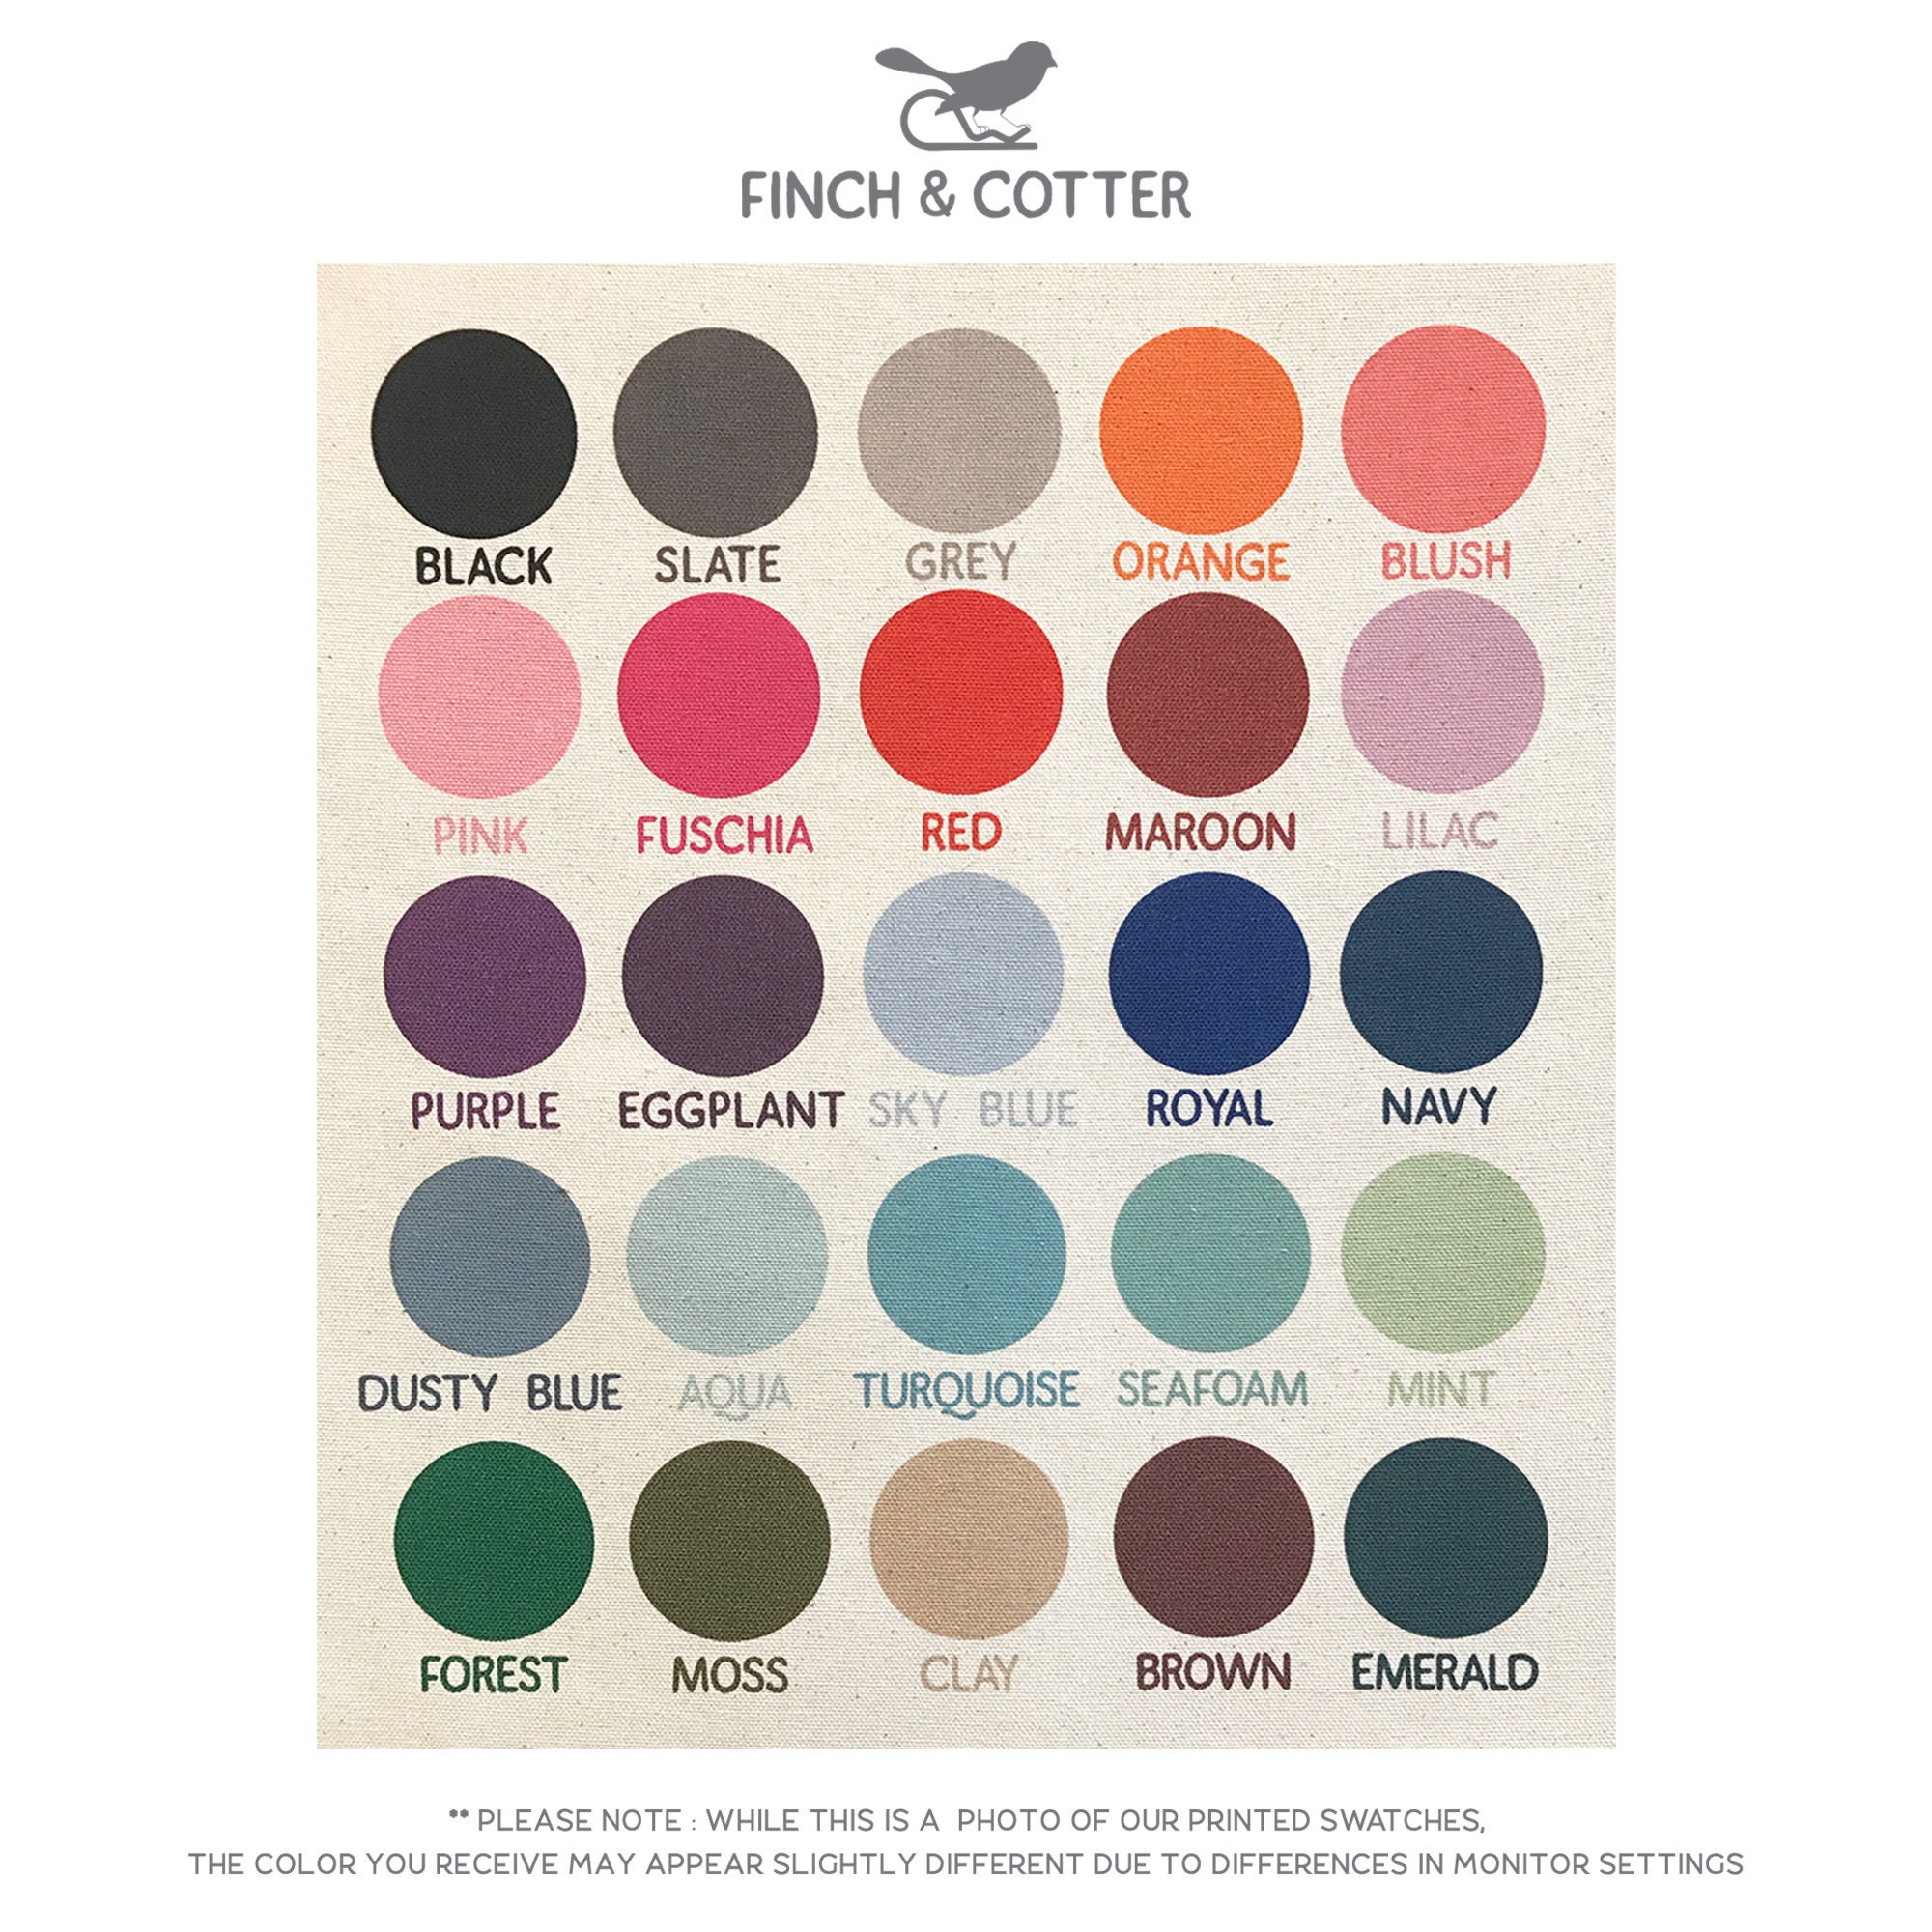 FINCH & COTTER
BLACK SLATE GREY ORANGE BLUSH
PINK FUSCHIA RED MAROON LILAC
PURPLE EGGPLANT SKY BLUE ROYAL NAVY
DUSTY BLUE AQUA TURQUOISE SEAFOAM MINT
FOREST MOSS CLAY BROWN EMERALD
** PLEASE NOTE : WHILE THIS IS A PHOTO OF OUR PRINTED SWATCHES,
THE COLOR YOU RECEIVE MAY APPEAR SLIGHTLY DIFFERENT DUE TO DIFFERENCES IN MONITOR SETTINGS